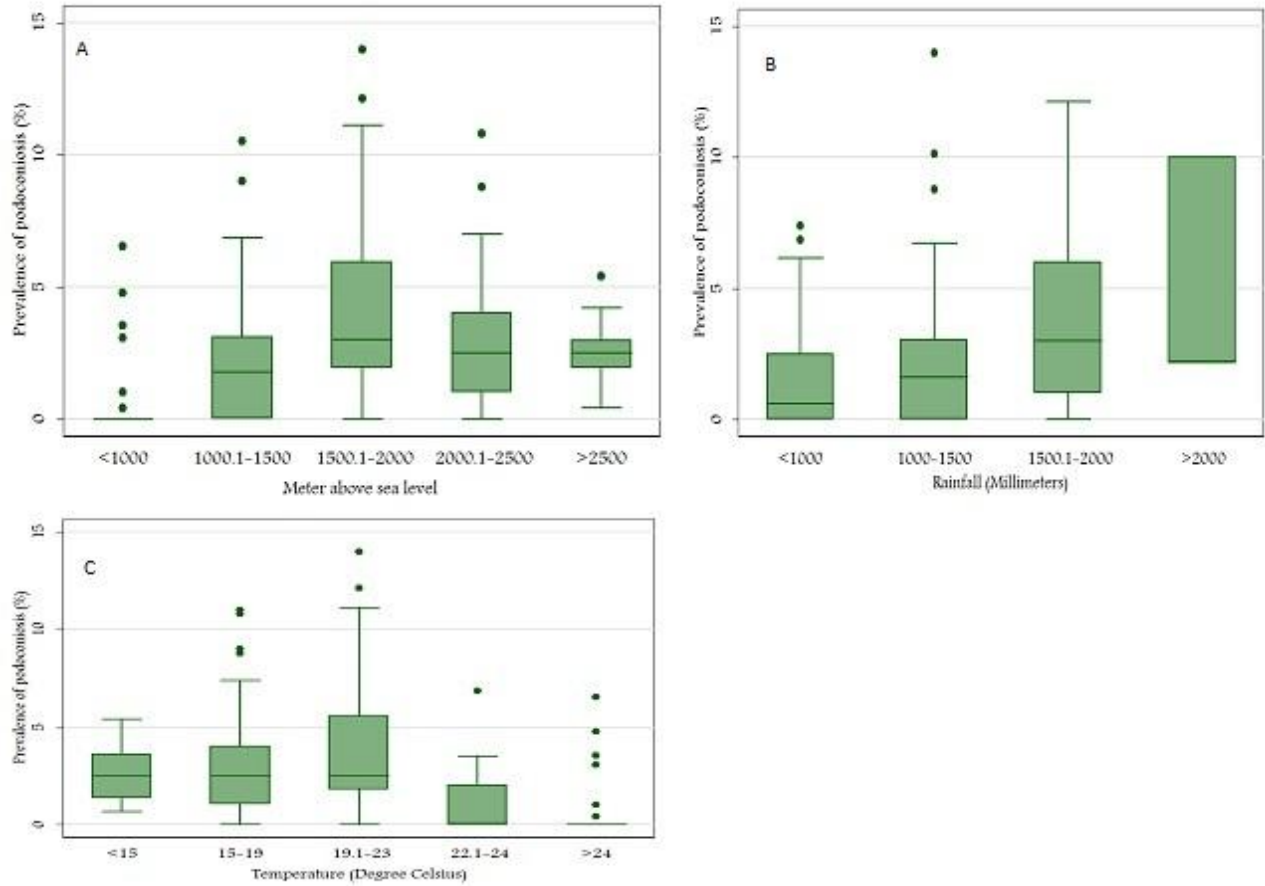 A
Prevalence of podoconiosis (%)
15
10
5
0
<1000 1000.1-1500 1500.1-2000 2000.1-2500 >2500
Meter above sea level
B
Prevalence of podoconiosis (%)
15
10
5
0
<1000 1000-1500 1500.1-2000 >2000
Rainfall (Millimeters)
C
Prevalence of podoconiosis (%)
15
10
5
0
<15 15-19 19.1-23 22.1-24 >24
Temperature (Degree Celsius)